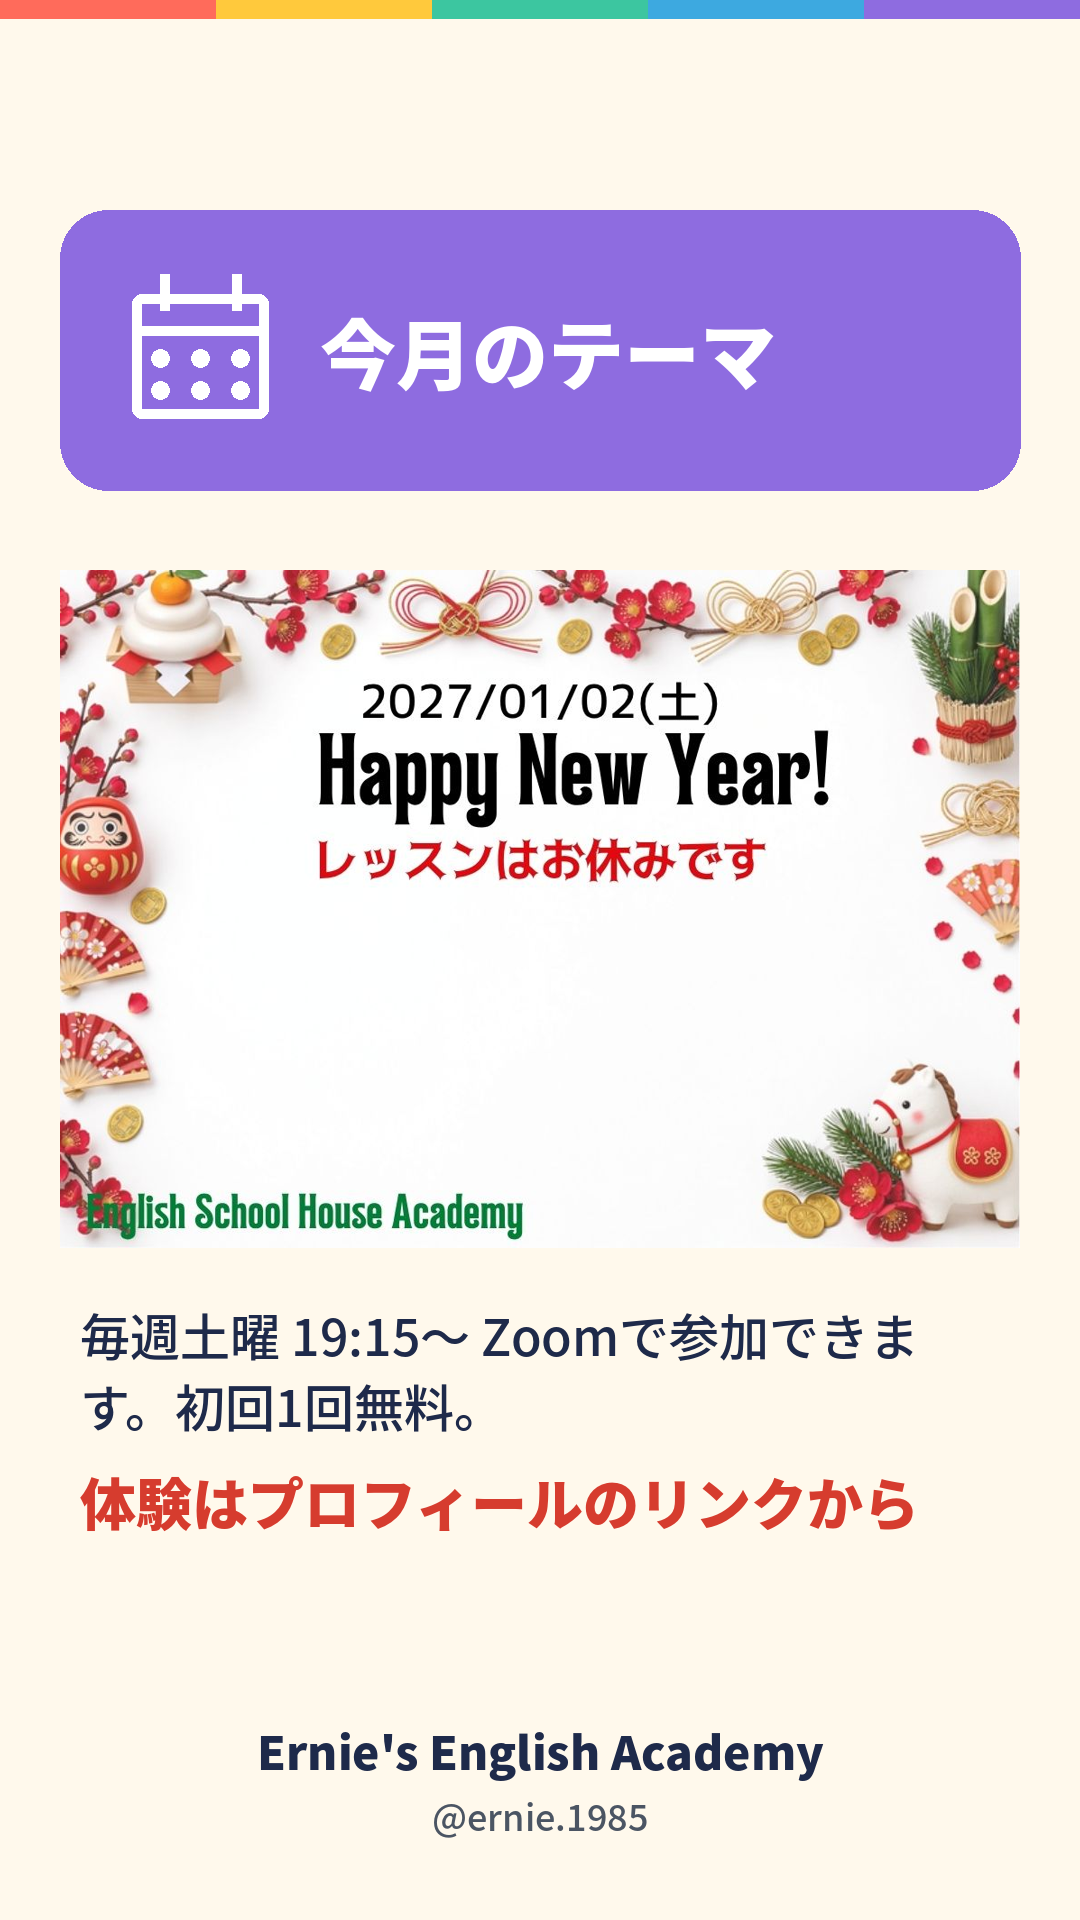 今月のテーマ
2027/01/02(土)
Happy New Year!
レッスンはお休みです
English School House Academy
毎週土曜 19:15〜 Zoomで参加できま
す。初回1回無料。
体験はプロフィールのリンクから
Ernie's English Academy
@ernie.1985